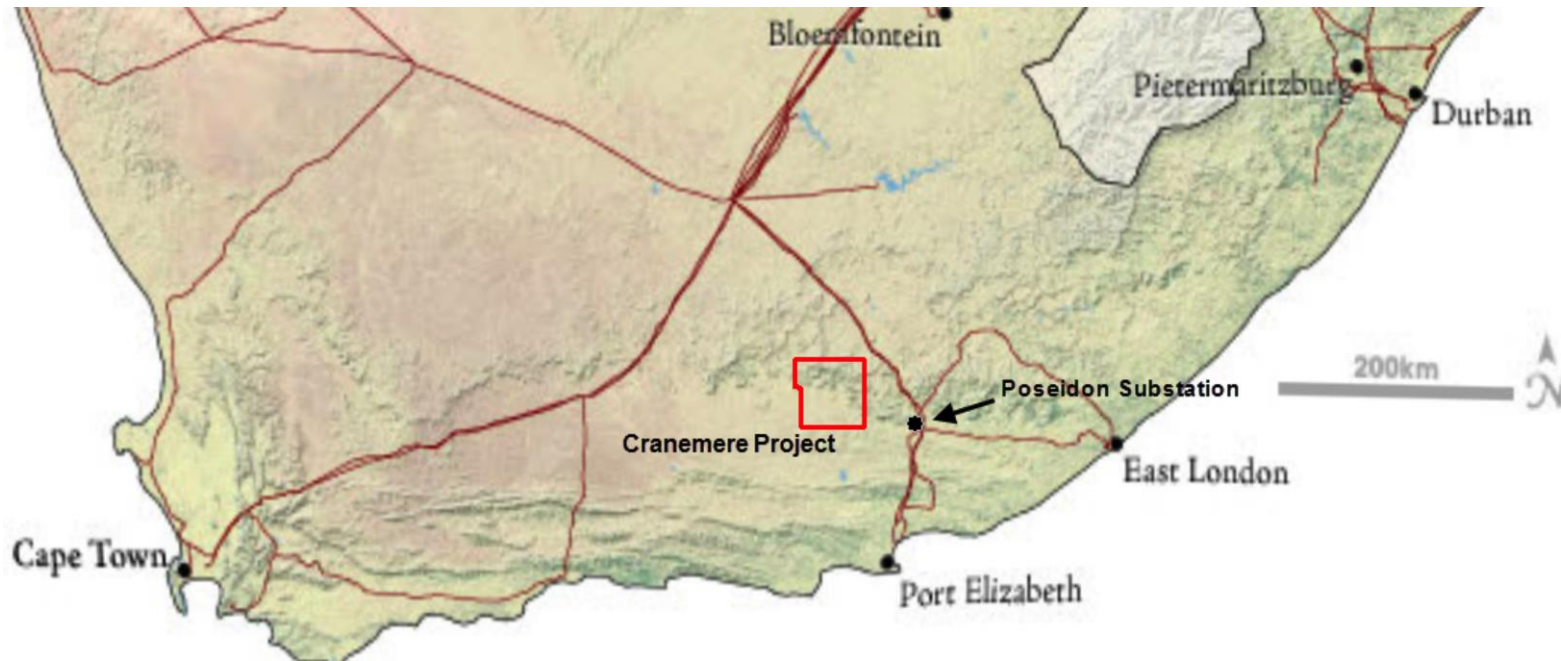 Bloemfontein
Pietermaritzburg
Durban
200km
N
Poseidon Substation
Cranemere Project
East London
Cape Town
Port Elizabeth